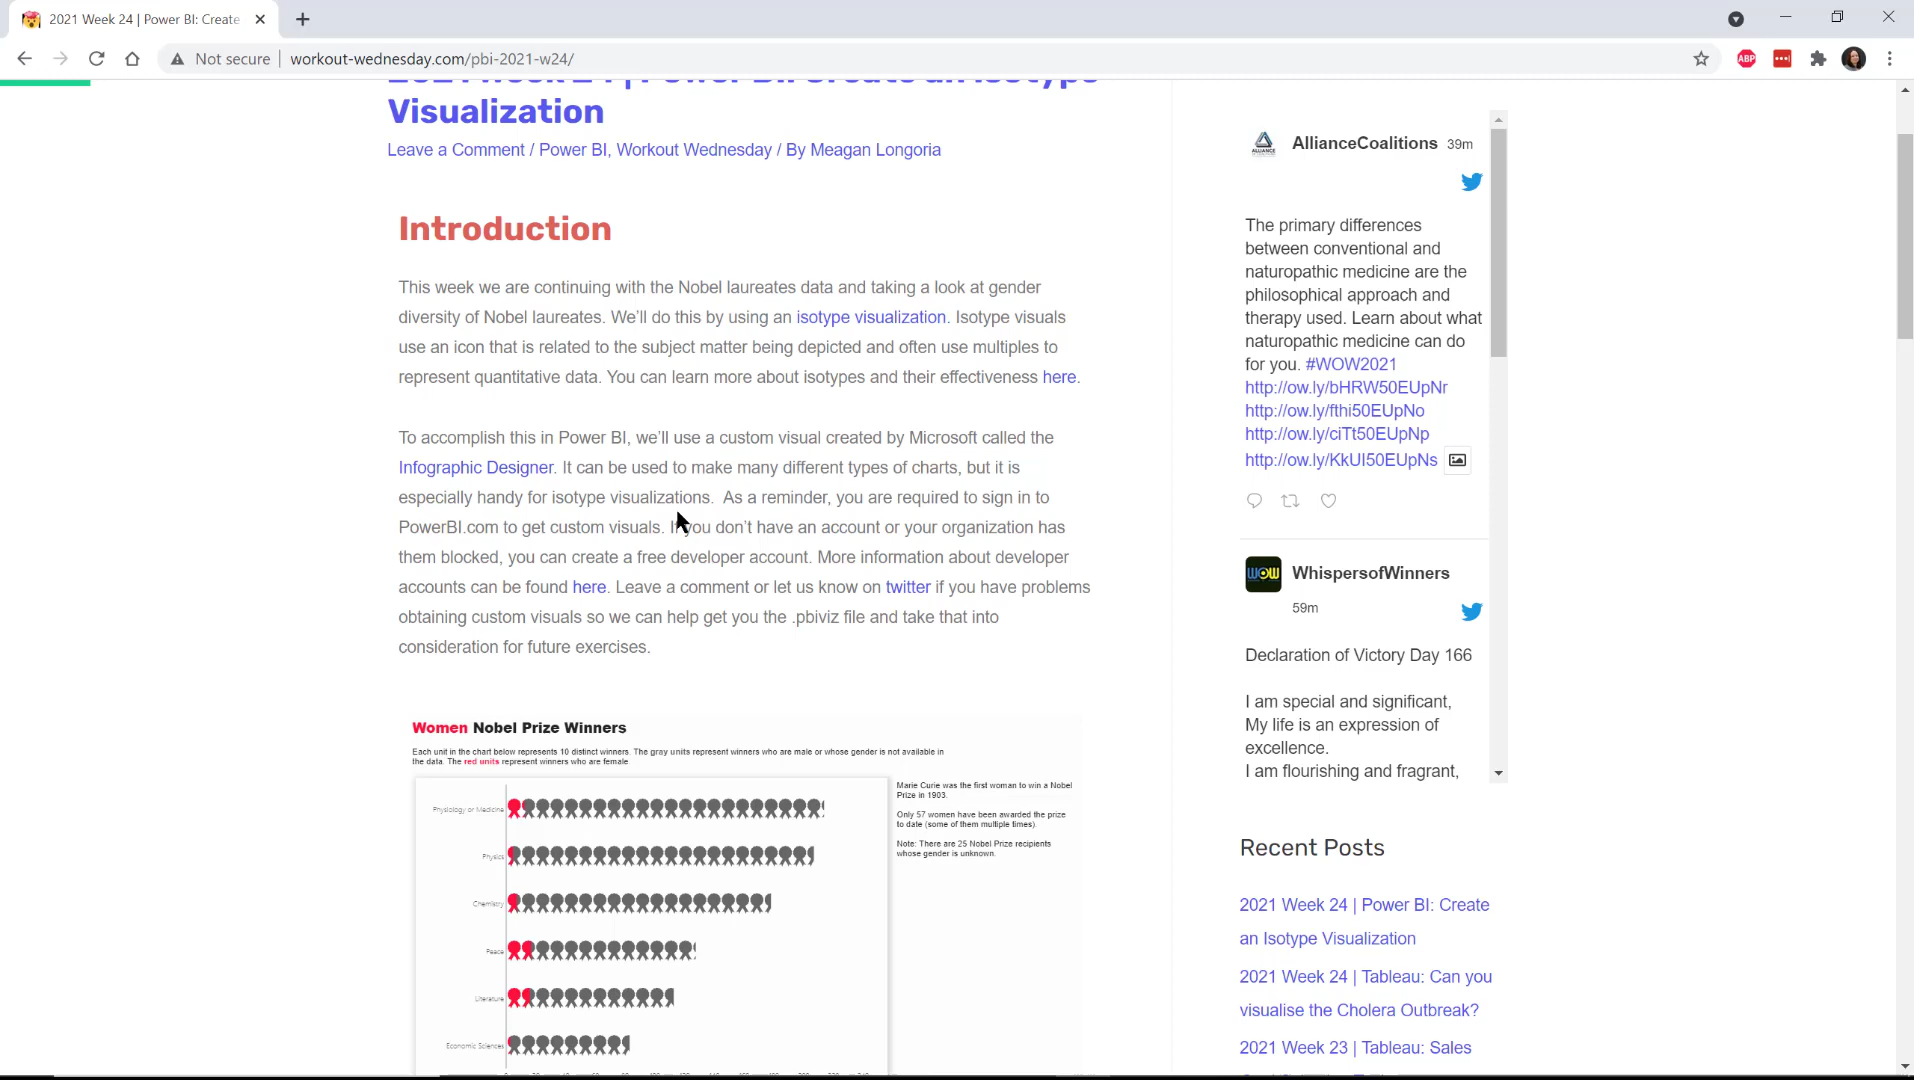 2021 Week 24 | Power BI: Create
Not secure
workout-wednesday.com/pbi-2021-w24/
ABP
2021 Week 24 | Power BI: Create an Isotype
Visualization
Leave a Comment / Power BI, Workout Wednesday / By Meagan Longoria
Introduction
This week we are continuing with the Nobel laureates data and taking a look at gender
diversity of Nobel laureates. We'll do this by using an isotype visualization. Isotype visuals
use an icon that is related to the subject matter being depicted and often use multiples to
represent quantitative data. You can learn more about isotypes and their effectiveness here.
To accomplish this in Power BI, we'll use a custom visual created by Microsoft called the
Infographic Designer. It can be used to make many different types of charts, but it is
especially handy for isotype visualizations. As a reminder, you are required to sign in to
PowerBI.com to get custom visuals. If you don't have an account or your organization has
them blocked, you can create a free developer account. More information about developer
accounts can be found here. Leave a comment or let us know on twitter if you have problems
obtaining custom visuals so we can help get you the .pbiviz file and take that into
consideration for future exercises.
Women Nobel Prize Winners
Each unit in the chart below represents 10 distinct winners. The gray units represent winners who are male or whose gender is not available in
the data. The red units represent winners who are female.
Physiology or Medicine
Physics
Chemistry
Peace
Literature
Economic Sciences
Marie Curie was the first woman to win a Nobel
Prize in 1903.
Only 57 women have been awarded the prize
to date (some of them multiple times).
Note: There are 25 Nobel Prize recipients
whose gender is unknown.
ALLIANCE
AllianceCoalitions 39m
The primary differences
between conventional and
naturopathic medicine are the
philosophical approach and
therapy used. Learn about what
naturopathic medicine can do
for you. #WOW2021
http://ow.ly/bHRW50EUpNr
http://ow.ly/fthi50EUpNo
http://ow.ly/ciTt50EUpNp
http://ow.ly/KkUI50EUpNs
WOW
WhispersofWinners
59m
Declaration of Victory Day 166
I am special and significant,
My life is an expression of
excellence.
I am flourishing and fragrant,
Recent Posts
2021 Week 24 | Power BI: Create
an Isotype Visualization
2021 Week 24 | Tableau: Can you
visualise the Cholera Outbreak?
2021 Week 23 | Tableau: Sales